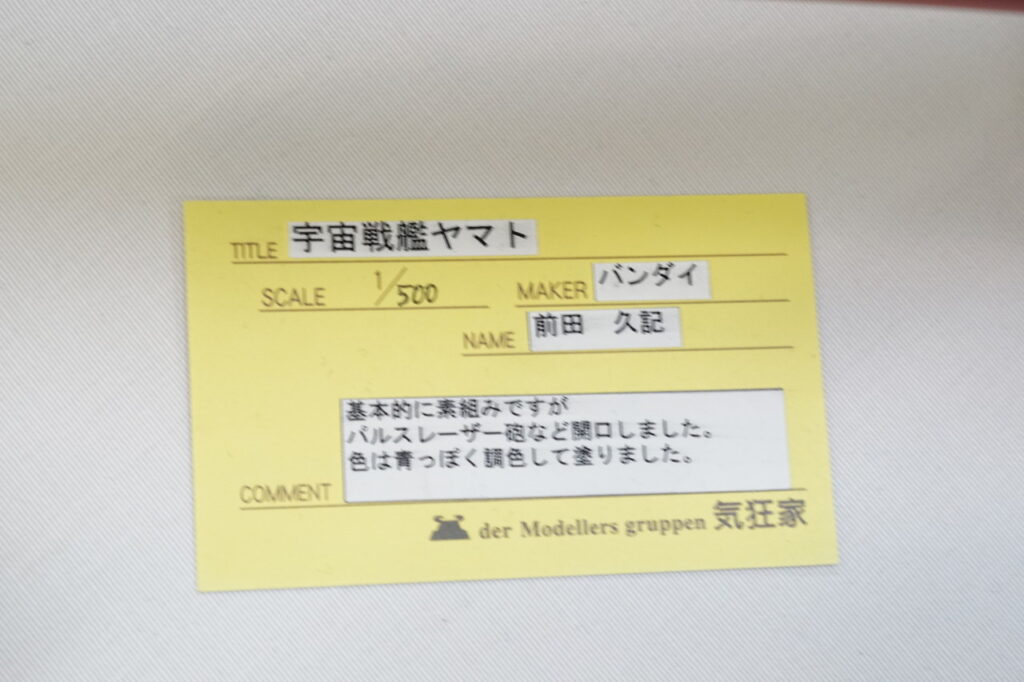 TITLE 宇宙戦艦ヤマト
SCALE 1/500 MAKER バンダイ
NAME 前田 久記
基本的に素組みですが
パルスレーザー砲など開口しました。
色は青っぽく調色して塗りました。
COMMENT
der Modellers gruppen 気狂家